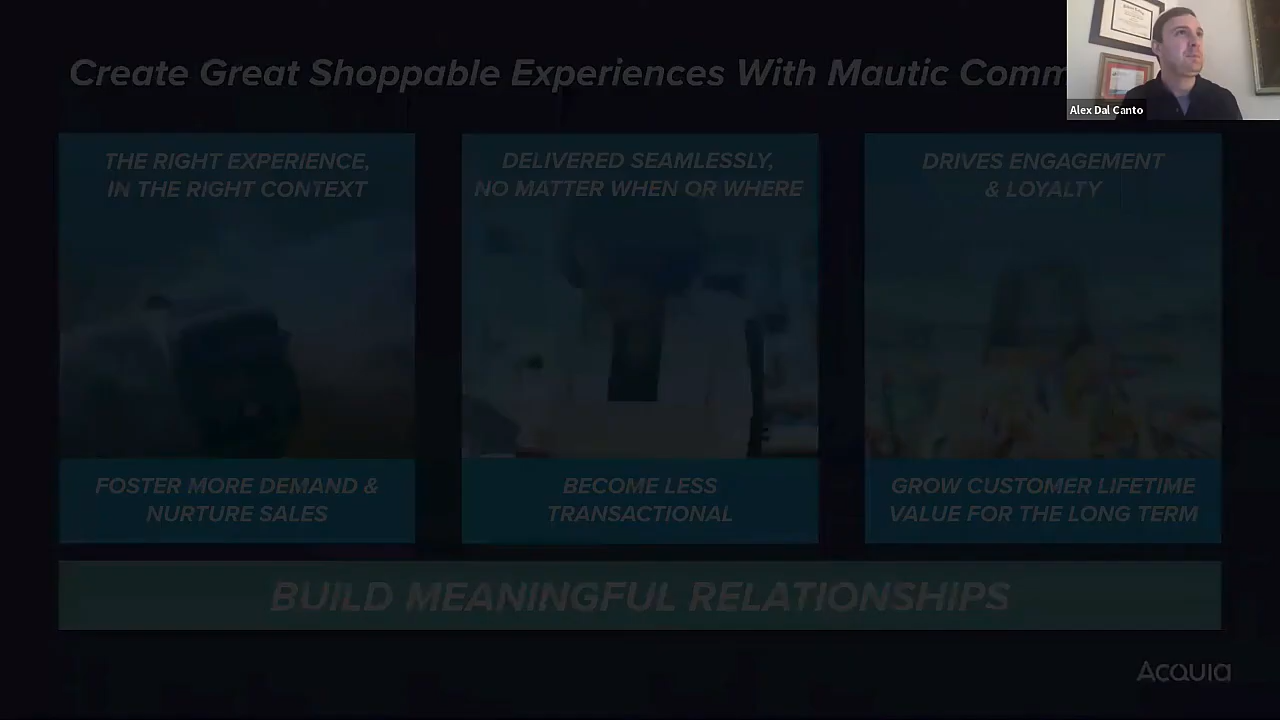 Create Great Shoppable Experiences With Mautic Comm
Alex Dal Canto
THE RIGHT EXPERIENCE,
IN THE RIGHT CONTEXT
DELIVERED SEAMLESSLY,
NO MATTER WHEN OR WHERE
DRIVES ENGAGEMENT
& LOYALTY
FOSTER MORE DEMAND &
NURTURE SALES
BECOME LESS
TRANSACTIONAL
GROW CUSTOMER LIFETIME
VALUE FOR THE LONG TERM
BUILD MEANINGFUL RELATIONSHIPS
Acquia